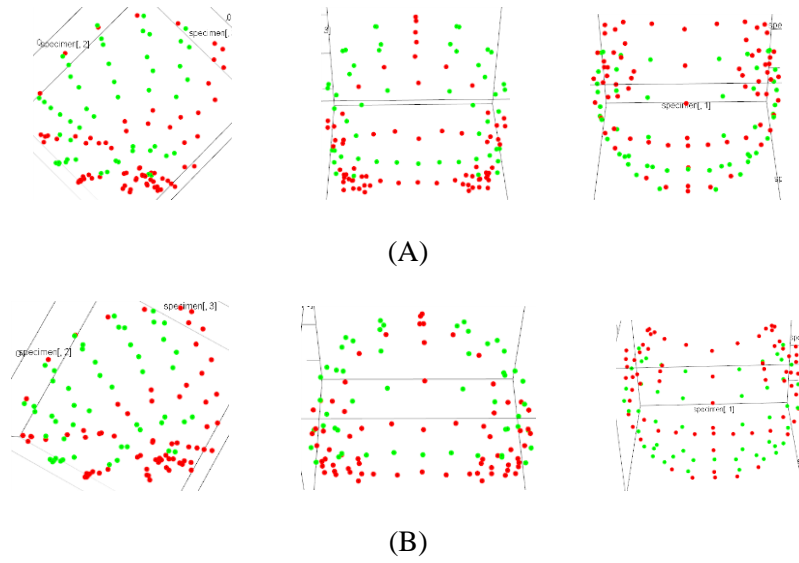 specimen[, 2]
specimen[,
specimen[, 1]
(A)
specimen[, 3]
specimen[, 2]
specimen[, 1]
(B)